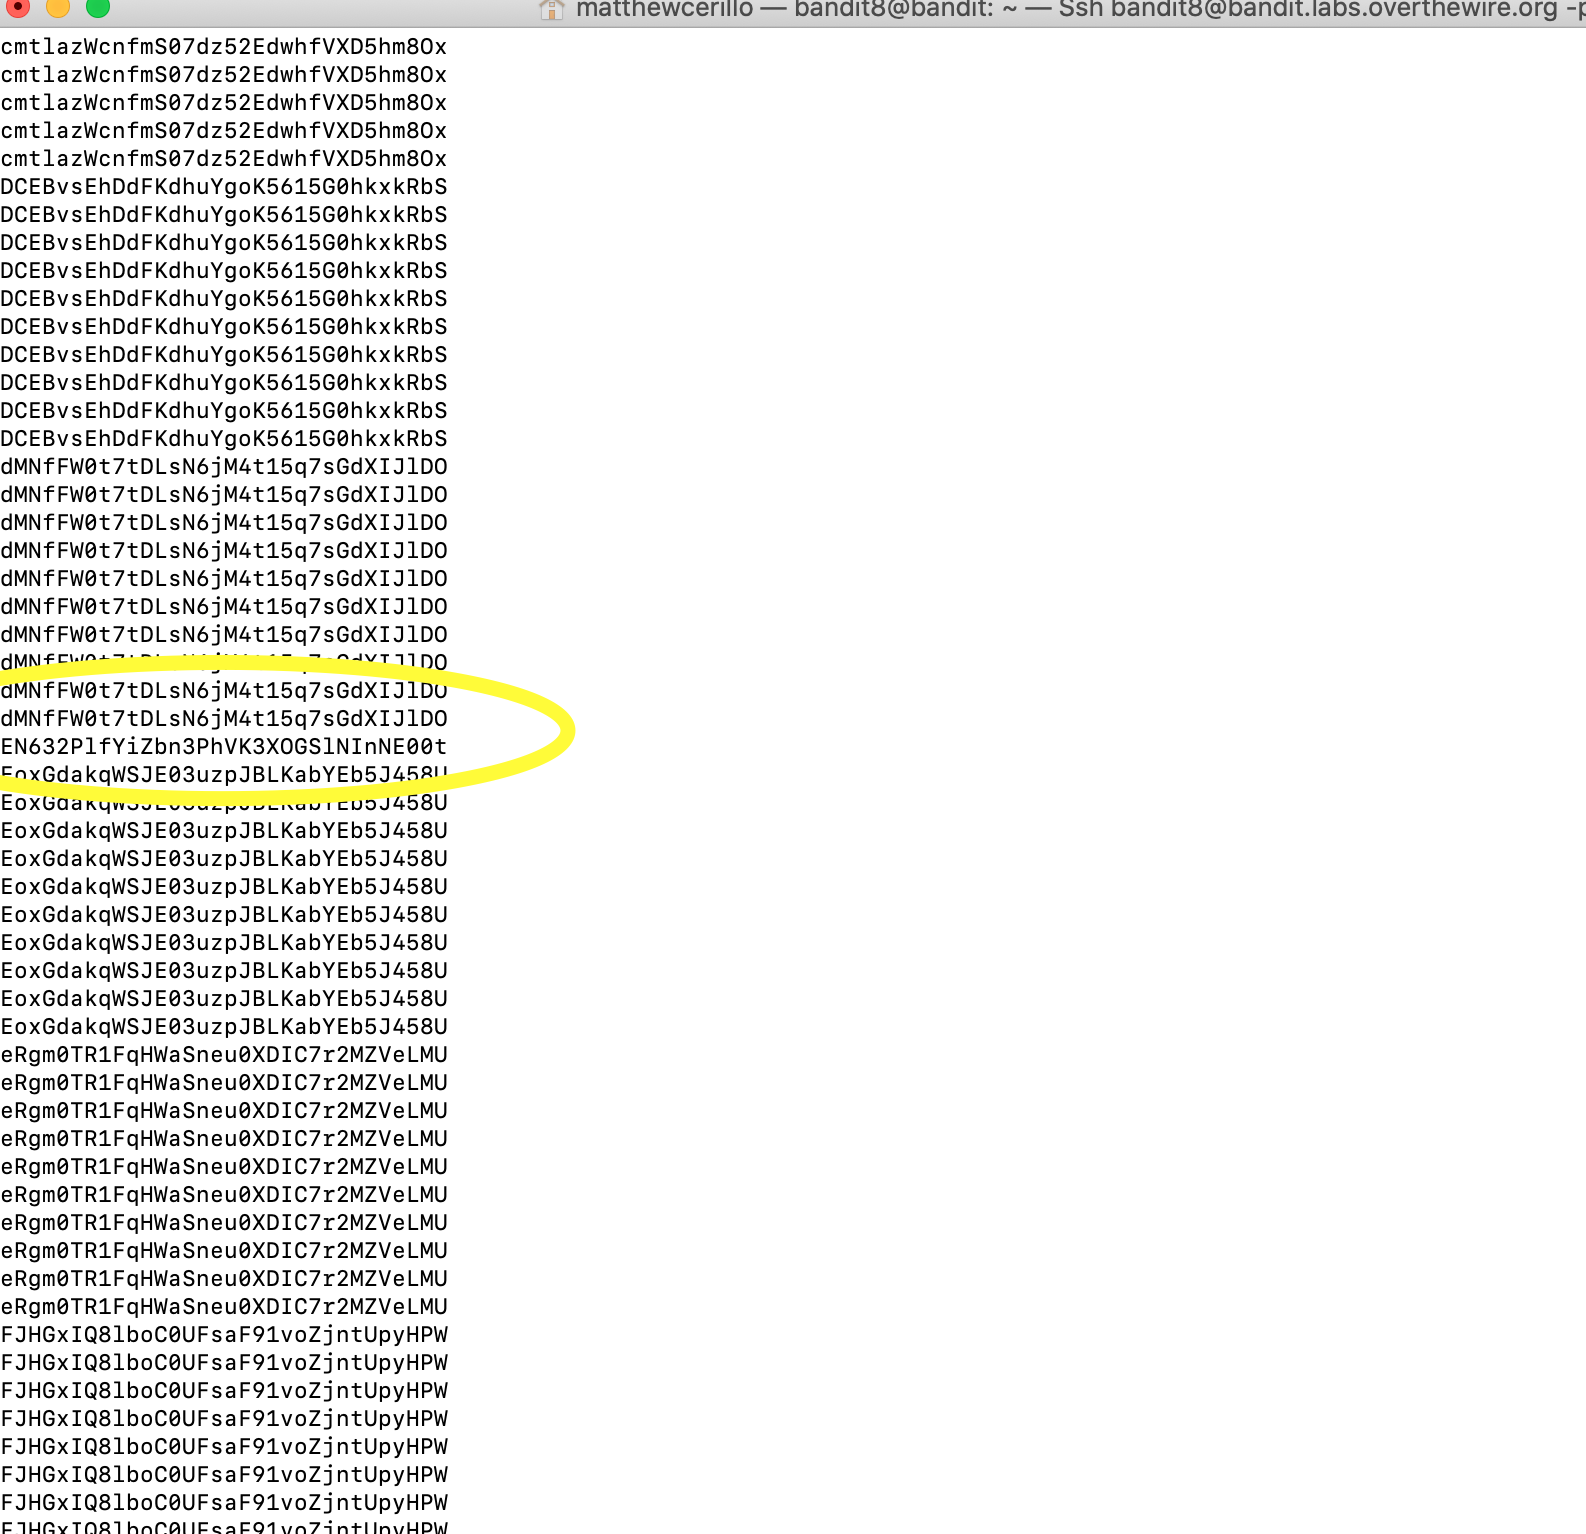 matthewcerillo — bandit8@bandit: ~ — Ssh bandit8@bandit.labs.overthewire.org -p
cmtlazWcnfmS07dz52EdwhfVXD5hm8Ox
cmtlazWcnfmS07dz52EdwhfVXD5hm8Ox
cmtlazWcnfmS07dz52EdwhfVXD5hm8Ox
cmtlazWcnfmS07dz52EdwhfVXD5hm8Ox
cmtlazWcnfmS07dz52EdwhfVXD5hm8Ox
DCEBvsEhDdFKdhuYgoK5615G0hkxkRbS
DCEBvsEhDdFKdhuYgoK5615G0hkxkRbS
DCEBvsEhDdFKdhuYgoK5615G0hkxkRbS
DCEBvsEhDdFKdhuYgoK5615G0hkxkRbS
DCEBvsEhDdFKdhuYgoK5615G0hkxkRbS
DCEBvsEhDdFKdhuYgoK5615G0hkxkRbS
DCEBvsEhDdFKdhuYgoK5615G0hkxkRbS
DCEBvsEhDdFKdhuYgoK5615G0hkxkRbS
DCEBvsEhDdFKdhuYgoK5615G0hkxkRbS
DCEBvsEhDdFKdhuYgoK5615G0hkxkRbS
dMNfFW0t7tDLsN6jM4t15q7sGdXIJlDO
dMNfFW0t7tDLsN6jM4t15q7sGdXIJlDO
dMNfFW0t7tDLsN6jM4t15q7sGdXIJlDO
dMNfFW0t7tDLsN6jM4t15q7sGdXIJlDO
dMNfFW0t7tDLsN6jM4t15q7sGdXIJlDO
dMNfFW0t7tDLsN6jM4t15q7sGdXIJlDO
dMNfFW0t7tDLsN6jM4t15q7sGdXIJlDO
dMNfFW0t7tDLsN6jM4t15q7sGdXIJlDO
dMNfFW0t7tDLsN6jM4t15q7sGdXIJlDO
dMNfFW0t7tDLsN6jM4t15q7sGdXIJlDO
EN632PlfYiZbn3PhVK3XOGSlNInNE00t
EoxGdakqWSJE03uzpJBLKabYEb5J458U
EoxGdakqWSJE03uzpJBLKabYEb5J458U
EoxGdakqWSJE03uzpJBLKabYEb5J458U
EoxGdakqWSJE03uzpJBLKabYEb5J458U
EoxGdakqWSJE03uzpJBLKabYEb5J458U
EoxGdakqWSJE03uzpJBLKabYEb5J458U
EoxGdakqWSJE03uzpJBLKabYEb5J458U
EoxGdakqWSJE03uzpJBLKabYEb5J458U
EoxGdakqWSJE03uzpJBLKabYEb5J458U
EoxGdakqWSJE03uzpJBLKabYEb5J458U
eRgm0TR1FqHWaSneu0XDIC7r2MZVeLMU
eRgm0TR1FqHWaSneu0XDIC7r2MZVeLMU
eRgm0TR1FqHWaSneu0XDIC7r2MZVeLMU
eRgm0TR1FqHWaSneu0XDIC7r2MZVeLMU
eRgm0TR1FqHWaSneu0XDIC7r2MZVeLMU
eRgm0TR1FqHWaSneu0XDIC7r2MZVeLMU
eRgm0TR1FqHWaSneu0XDIC7r2MZVeLMU
eRgm0TR1FqHWaSneu0XDIC7r2MZVeLMU
eRgm0TR1FqHWaSneu0XDIC7r2MZVeLMU
eRgm0TR1FqHWaSneu0XDIC7r2MZVeLMU
FJHGxIQ8lboC0UFsaF91voZjntUpyHPW
FJHGxIQ8lboC0UFsaF91voZjntUpyHPW
FJHGxIQ8lboC0UFsaF91voZjntUpyHPW
FJHGxIQ8lboC0UFsaF91voZjntUpyHPW
FJHGxIQ8lboC0UFsaF91voZjntUpyHPW
FJHGxIQ8lboC0UFsaF91voZjntUpyHPW
FJHGxIQ8lboC0UFsaF91voZjntUpyHPW
FJHGxIQ8lboC0UFsaF91voZjntUpyHPW